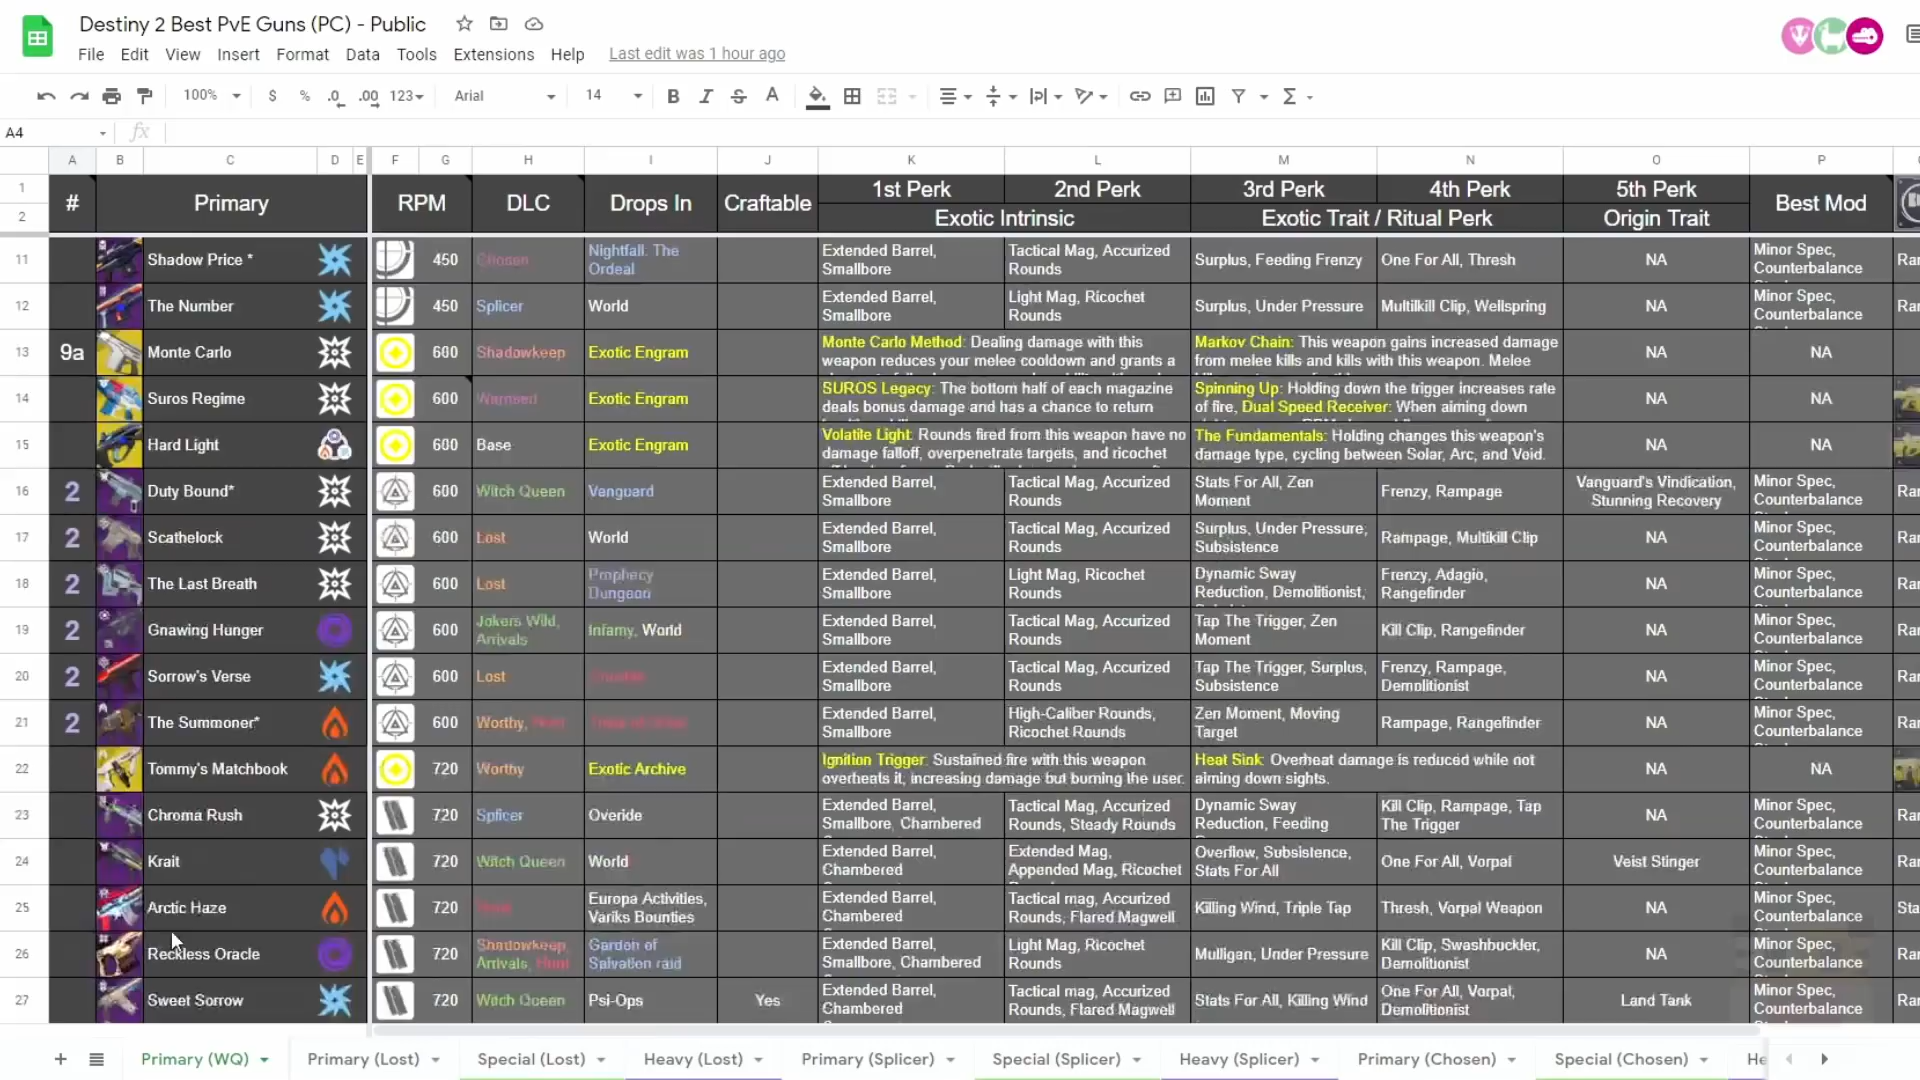 Destiny 2 Best PvE Guns (PC) - Public
File Edit View Insert Format Data Tools Extensions Help Last edit was 1 hour ago
100% $ % .0 .00 123 Arial 14 B I S A
A4 fx
A B C D E F G H I J K L M N O P
1 # Primary RPM DLC Drops In Craftable 1st Perk 2nd Perk 3rd Perk 4th Perk 5th Perk Best Mod
2 Exotic Intrinsic Exotic Trait / Ritual Perk Origin Trait
11 Shadow Price * 450 Chosen Nightfall: The Ordeal Extended Barrel, Smallbore Tactical Mag, Accurized Rounds Surplus, Feeding Frenzy One For All, Thresh NA Minor Spec, Counterbalance
12 The Number 450 Splicer World Extended Barrel, Smallbore Light Mag, Ricochet Rounds Surplus, Under Pressure Multikill Clip, Wellspring NA Minor Spec, Counterbalance
13 9a Monte Carlo 600 Shadowkeep Exotic Engram Monte Carlo Method: Dealing damage with this weapon reduces your melee cooldown and grants a Markov Chain: This weapon gains increased damage from melee kills and kills with this weapon. Melee NA NA
14 Suros Regime 600 Exotic Engram SUROS Legacy: The bottom half of each magazine deals bonus damage and has a chance to return Spinning Up: Holding down the trigger increases rate of fire, Dual Speed Receiver: When aiming down NA NA
15 Hard Light 600 Base Exotic Engram Volatile Light: Rounds fired from this weapon have no damage falloff, overpenetrate targets, and ricochet The Fundamentals: Holding changes this weapon's damage type, cycling between Solar, Arc, and Void. NA NA
16 2 Duty Bound* 600 Witch Queen Vanguard Extended Barrel, Smallbore Tactical Mag, Accurized Rounds Stats For All, Zen Moment Frenzy, Rampage Vanguard's Vindication, Stunning Recovery Minor Spec, Counterbalance
17 2 Scathelock 600 Lost World Extended Barrel, Smallbore Tactical Mag, Accurized Rounds Surplus, Under Pressure, Subsistence Rampage, Multikill Clip NA Minor Spec, Counterbalance
18 2 The Last Breath 600 Lost Prophecy Dungeon Extended Barrel, Smallbore Light Mag, Ricochet Rounds Dynamic Sway Reduction, Demolitionist, Frenzy, Adagio, Rangefinder NA Minor Spec, Counterbalance
19 2 Gnawing Hunger 600 Jokers Wild, Arrivals Infamy, World Extended Barrel, Smallbore Tactical Mag, Accurized Rounds Tap The Trigger, Zen Moment Kill Clip, Rangefinder NA Minor Spec, Counterbalance
20 2 Sorrow's Verse 600 Lost Extended Barrel, Smallbore Tactical Mag, Accurized Rounds Tap The Trigger, Surplus, Subsistence Frenzy, Rampage, Demolitionist NA Minor Spec, Counterbalance
21 2 The Summoner* 600 Worthy, Extended Barrel, Smallbore High-Caliber Rounds, Ricochet Rounds Zen Moment, Moving Target Rampage, Rangefinder NA Minor Spec, Counterbalance
22 Tommy's Matchbook 720 Worthy Exotic Archive Ignition Trigger: Sustained fire with this weapon overheats it, increasing damage but burning the user. Heat Sink: Overheat damage is reduced while not aiming down sights. NA NA
23 Chroma Rush 720 Splicer Overide Extended Barrel, Smallbore, Chambered Tactical Mag, Accurized Rounds, Steady Rounds Dynamic Sway Reduction, Feeding Kill Clip, Rampage, Tap The Trigger NA Minor Spec, Counterbalance
24 Krait 720 Witch Queen World Extended Barrel, Chambered Extended Mag, Appended Mag, Ricochet Overflow, Subsistence, Stats For All One For All, Vorpal Veist Stinger Minor Spec, Counterbalance
25 Arctic Haze 720 Europa Activities, Variks Bounties Extended Barrel, Chambered Tactical mag, Accurized Rounds, Flared Magwell Killing Wind, Triple Tap Thresh, Vorpal Weapon NA Minor Spec, Counterbalance
26 Reckless Oracle 720 Shadowkeep, Arrivals, Hunt Garden of Salvation raid Extended Barrel, Smallbore, Chambered Light Mag, Ricochet Rounds Mulligan, Under Pressure Kill Clip, Swashbuckler, Demolitionist NA Minor Spec, Counterbalance
27 Sweet Sorrow 720 Witch Queen Psi-Ops Yes Extended Barrel, Chambered Tactical mag, Accurized Rounds, Flared Magwell Stats For All, Killing Wind One For All, Vorpal, Demolitionist Land Tank Minor Spec, Counterbalance
+ Primary (WQ) Primary (Lost) Special (Lost) Heavy (Lost) Primary (Splicer) Special (Splicer) Heavy (Splicer) Primary (Chosen) Special (Chosen) He